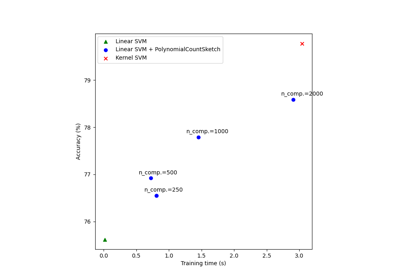 Linear SVM
Linear SVM + PolynomialCountSketch
Kernel SVM
79
78
77
76
Accuracy (%)
n_comp.=2000
n_comp.=1000
n_comp.=500
n_comp.=250
0.0 0.5 1.0 1.5 2.0 2.5 3.0
Training time (s)